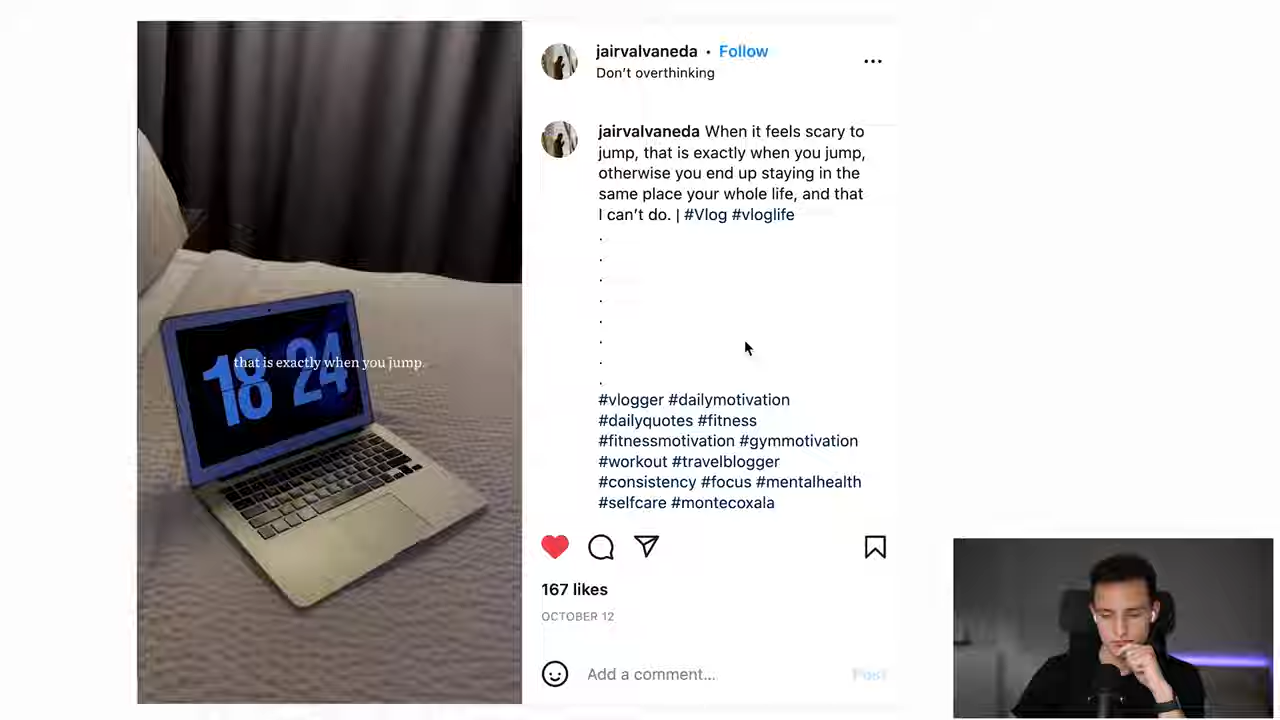 jairvalvaneda • Follow
Don't overthinking
jairvalvaneda When it feels scary to
jump, that is exactly when you jump,
otherwise you end up staying in the
same place your whole life, and that
I can't do. | #Vlog #vloglife
.
.
.
.
.
.
.
.
#vlogger #dailymotivation
#dailyquotes #fitness
#fitnessmotivation #gymmotivation
#workout #travelblogger
#consistency #focus #mentalhealth
#selfcare #montecoxala
167 likes
OCTOBER 12
Add a comment...
Post
18 24
that is exactly when you jump.